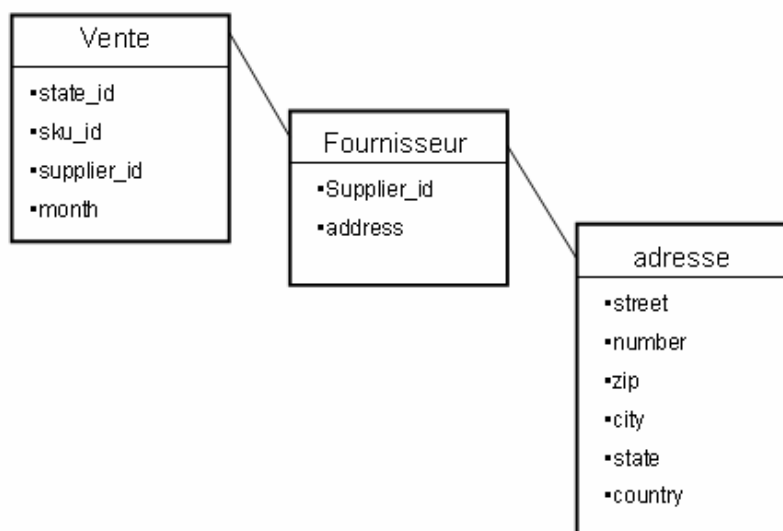 Vente
▪state_id
▪sku_id
▪supplier_id
▪month
Fournisseur
▪Supplier_id
▪address
adresse
▪street
▪number
▪zip
▪city
▪state
▪country